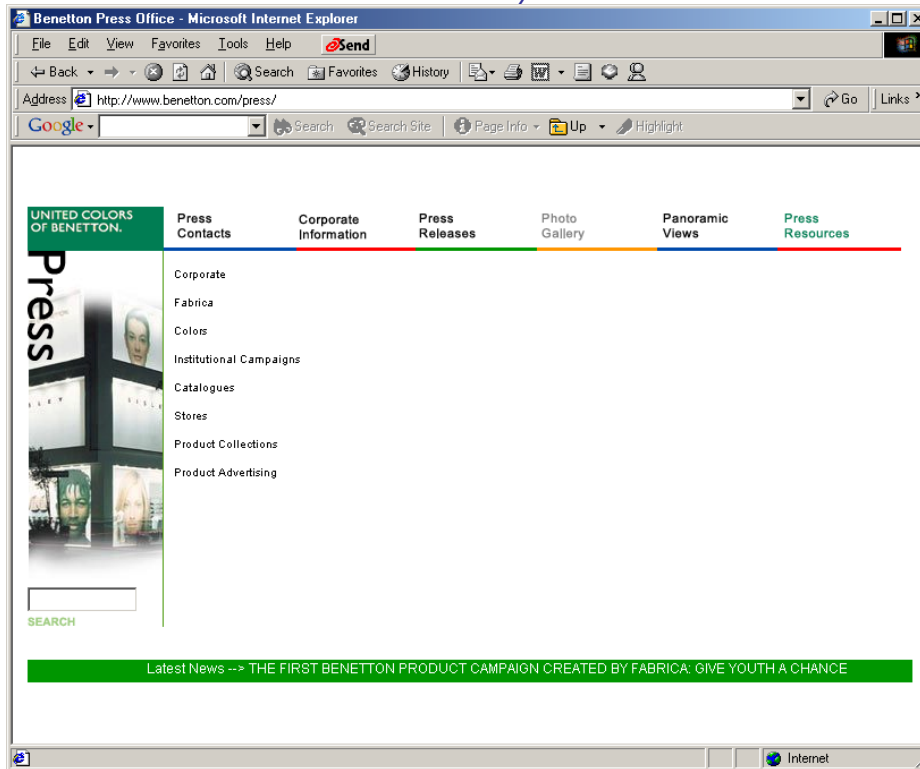 Benetton Press Office - Microsoft Internet Explorer
File Edit View Favorites Tools Help Send
Back Search Favorites History
Address http://www.benetton.com/press/ Go Links
Google Search Search Site Page Info Up Highlight
UNITED COLORS
OF BENETTON.
Press
Contacts
Corporate
Information
Press
Releases
Photo
Gallery
Panoramic
Views
Press
Resources
Press
Corporate
Fabrica
Colors
Institutional Campaigns
Catalogues
Stores
Product Collections
Product Advertising
SEARCH
Latest News --> THE FIRST BENETTON PRODUCT CAMPAIGN CREATED BY FABRICA: GIVE YOUTH A CHANCE
Internet